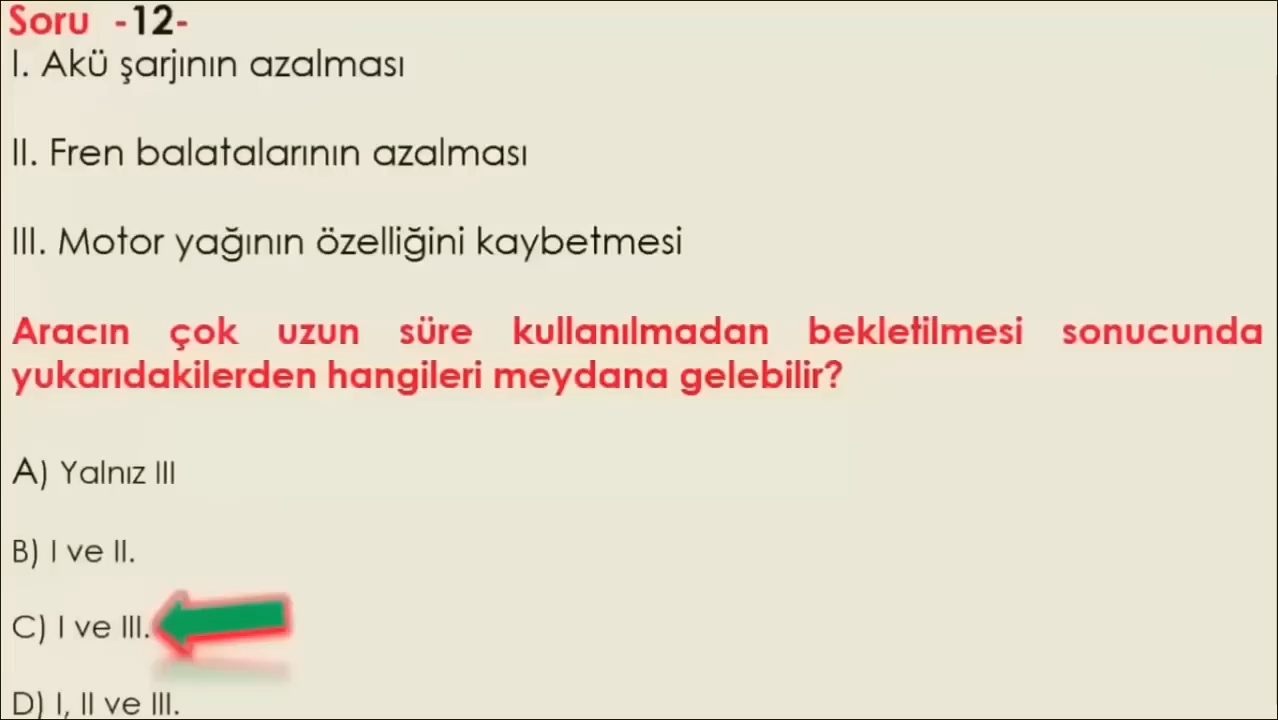 Soru -12-
I. Akü şarjının azalması
II. Fren balatalarının azalması
III. Motor yağının özelliğini kaybetmesi
Aracın çok uzun süre kullanılmadan bekletilmesi sonucunda
yukarıdakilerden hangileri meydana gelebilir?
A) Yalnız III
B) I ve II.
C) I ve III.
D) I, II ve III.